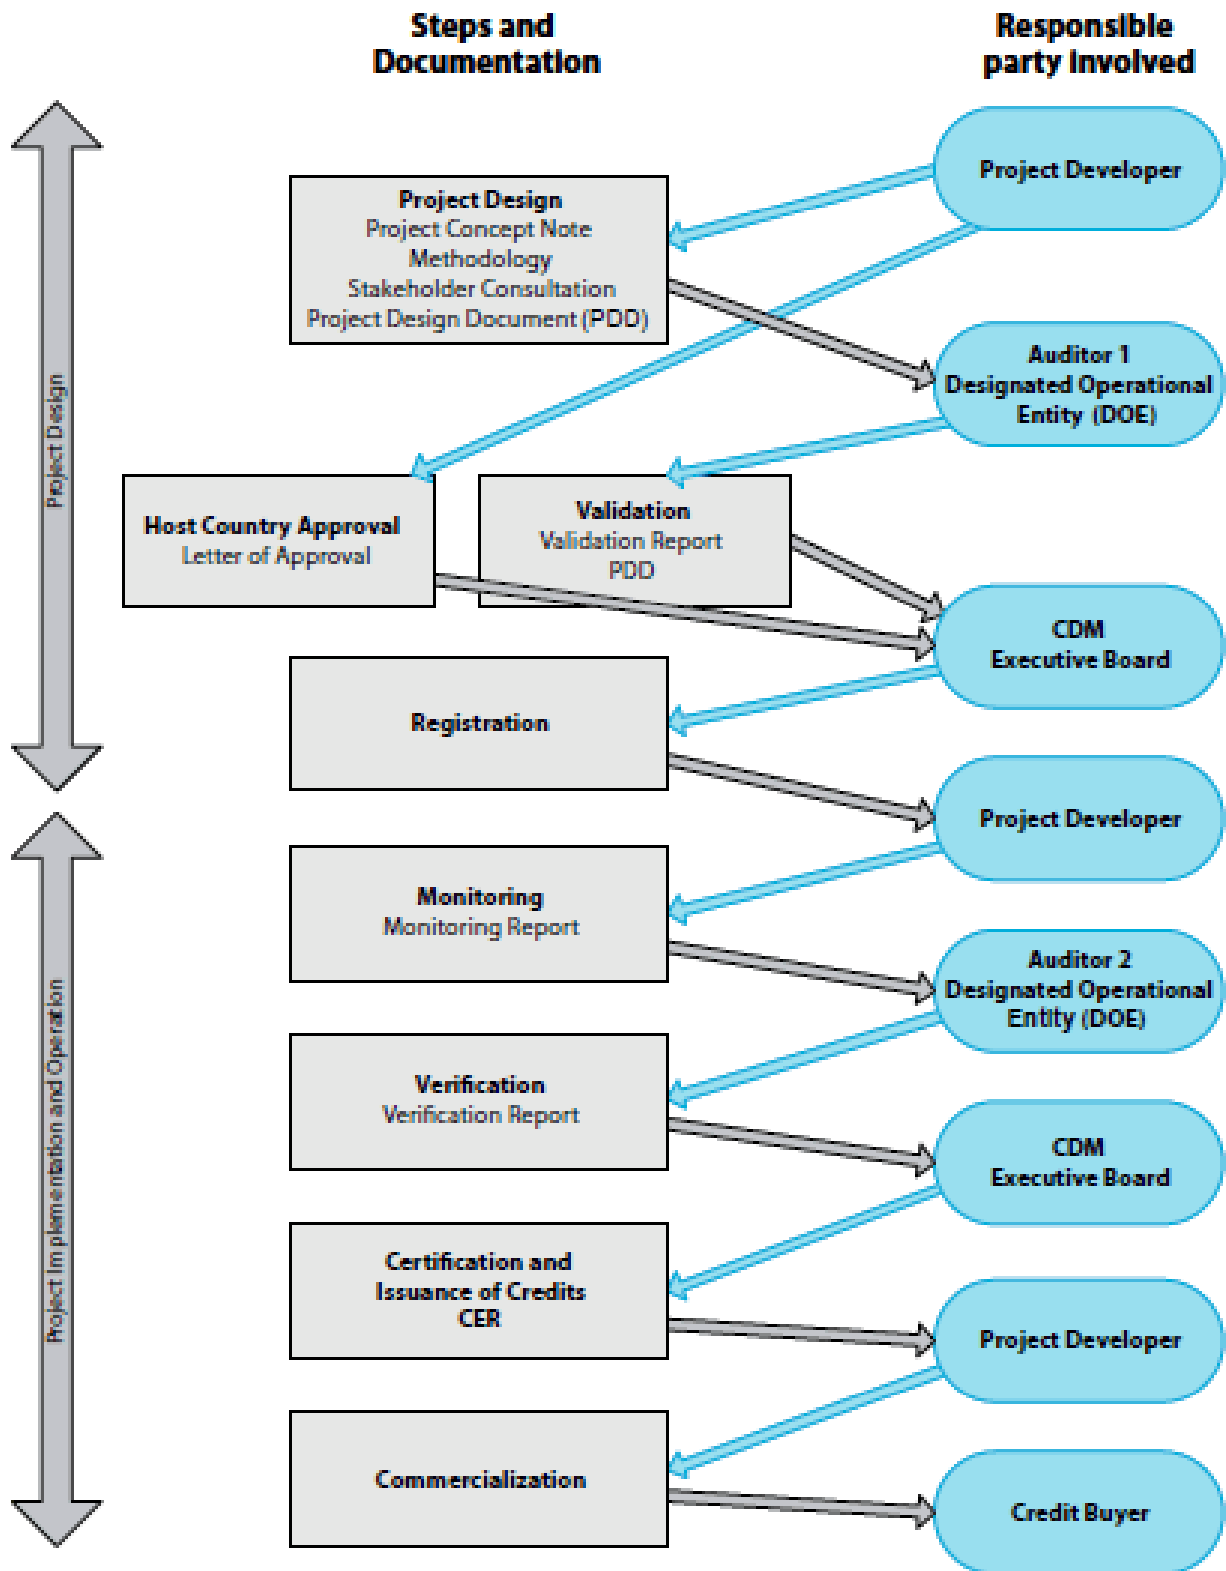 Steps and
Documentation
Responsible
party involved
Project Developer
Project Design
Project Concept Note
Methodology
Stakeholder Consultation
Project Design Document (PDD)
Auditor 1
Designated Operational
Entity (DOE)
Project Design
Host Country Approval
Letter of Approval
Validation
Validation Report
PDD
CDM
Executive Board
Registration
Project Developer
Monitoring
Monitoring Report
Auditor 2
Designated Operational
Entity (DOE)
Project Implementation and Operation
Verification
Verification Report
CDM
Executive Board
Certification and
Issuance of Credits
CER
Project Developer
Commercialization
Credit Buyer